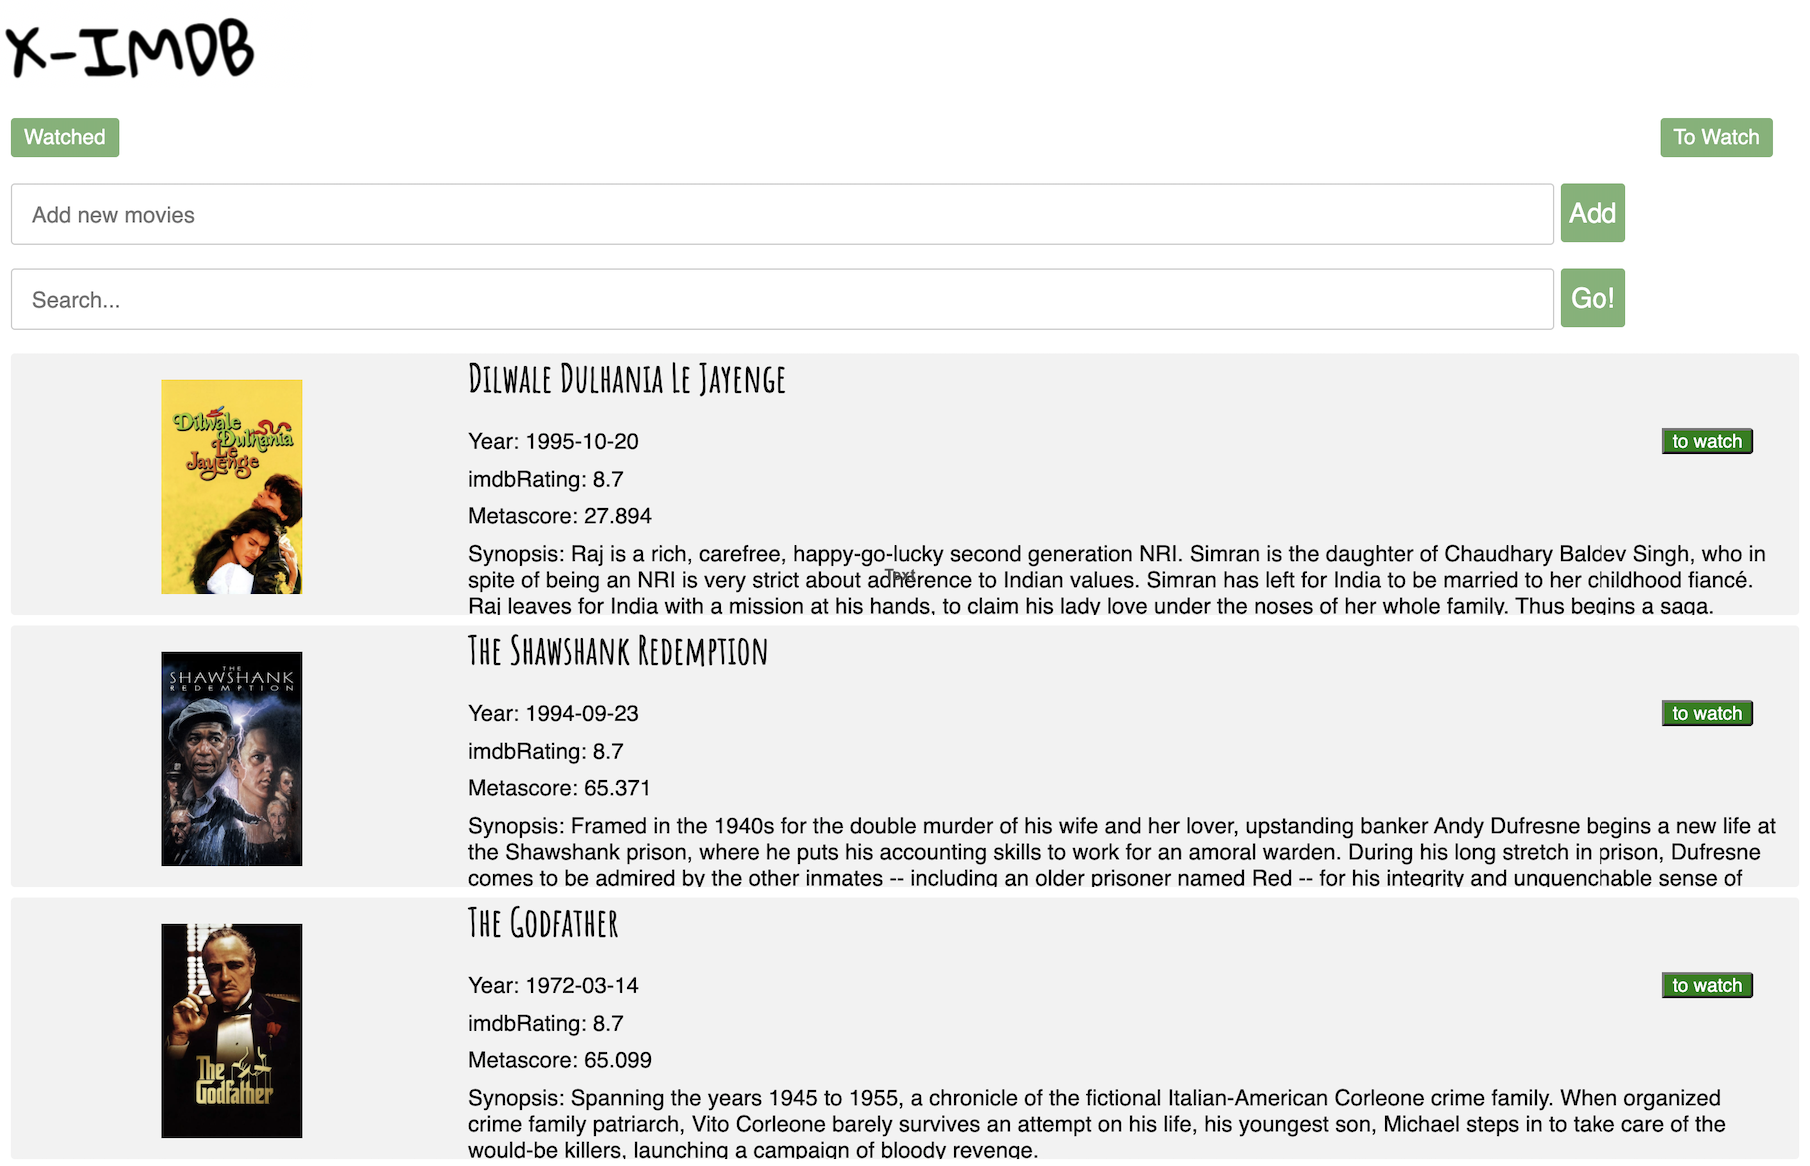 X-IMDB
Watched
To Watch
Add new movies
Add
Search...
Go!
Dilwale Dulhania Le Jayenge
Dilwale
Dulhania
Le
Jayenge
Year: 1995-10-20
to watch
imdbRating: 8.7
Metascore: 27.894
Synopsis: Raj is a rich, carefree, happy-go-lucky second generation NRI. Simran is the daughter of Chaudhary Baldev Singh, who in
spite of being an NRI is very strict about adherence to Indian values. Simran has left for India to be married to her childhood fiancé.
Text
Raj leaves for India with a mission at his hands, to claim his lady love under the noses of her whole family. Thus begins a saga.
The Shawshank Redemption
THE
SHAWSHANK
REDEMPTION
Year: 1994-09-23
to watch
imdbRating: 8.7
Metascore: 65.371
Synopsis: Framed in the 1940s for the double murder of his wife and her lover, upstanding banker Andy Dufresne begins a new life at
the Shawshank prison, where he puts his accounting skills to work for an amoral warden. During his long stretch in prison, Dufresne
comes to be admired by the other inmates -- including an older prisoner named Red -- for his integrity and unquenchable sense of
The Godfather
The
Godfather
Year: 1972-03-14
to watch
imdbRating: 8.7
Metascore: 65.099
Synopsis: Spanning the years 1945 to 1955, a chronicle of the fictional Italian-American Corleone crime family. When organized
crime family patriarch, Vito Corleone barely survives an attempt on his life, his youngest son, Michael steps in to take care of the
would-be killers, launching a campaign of bloody revenge.